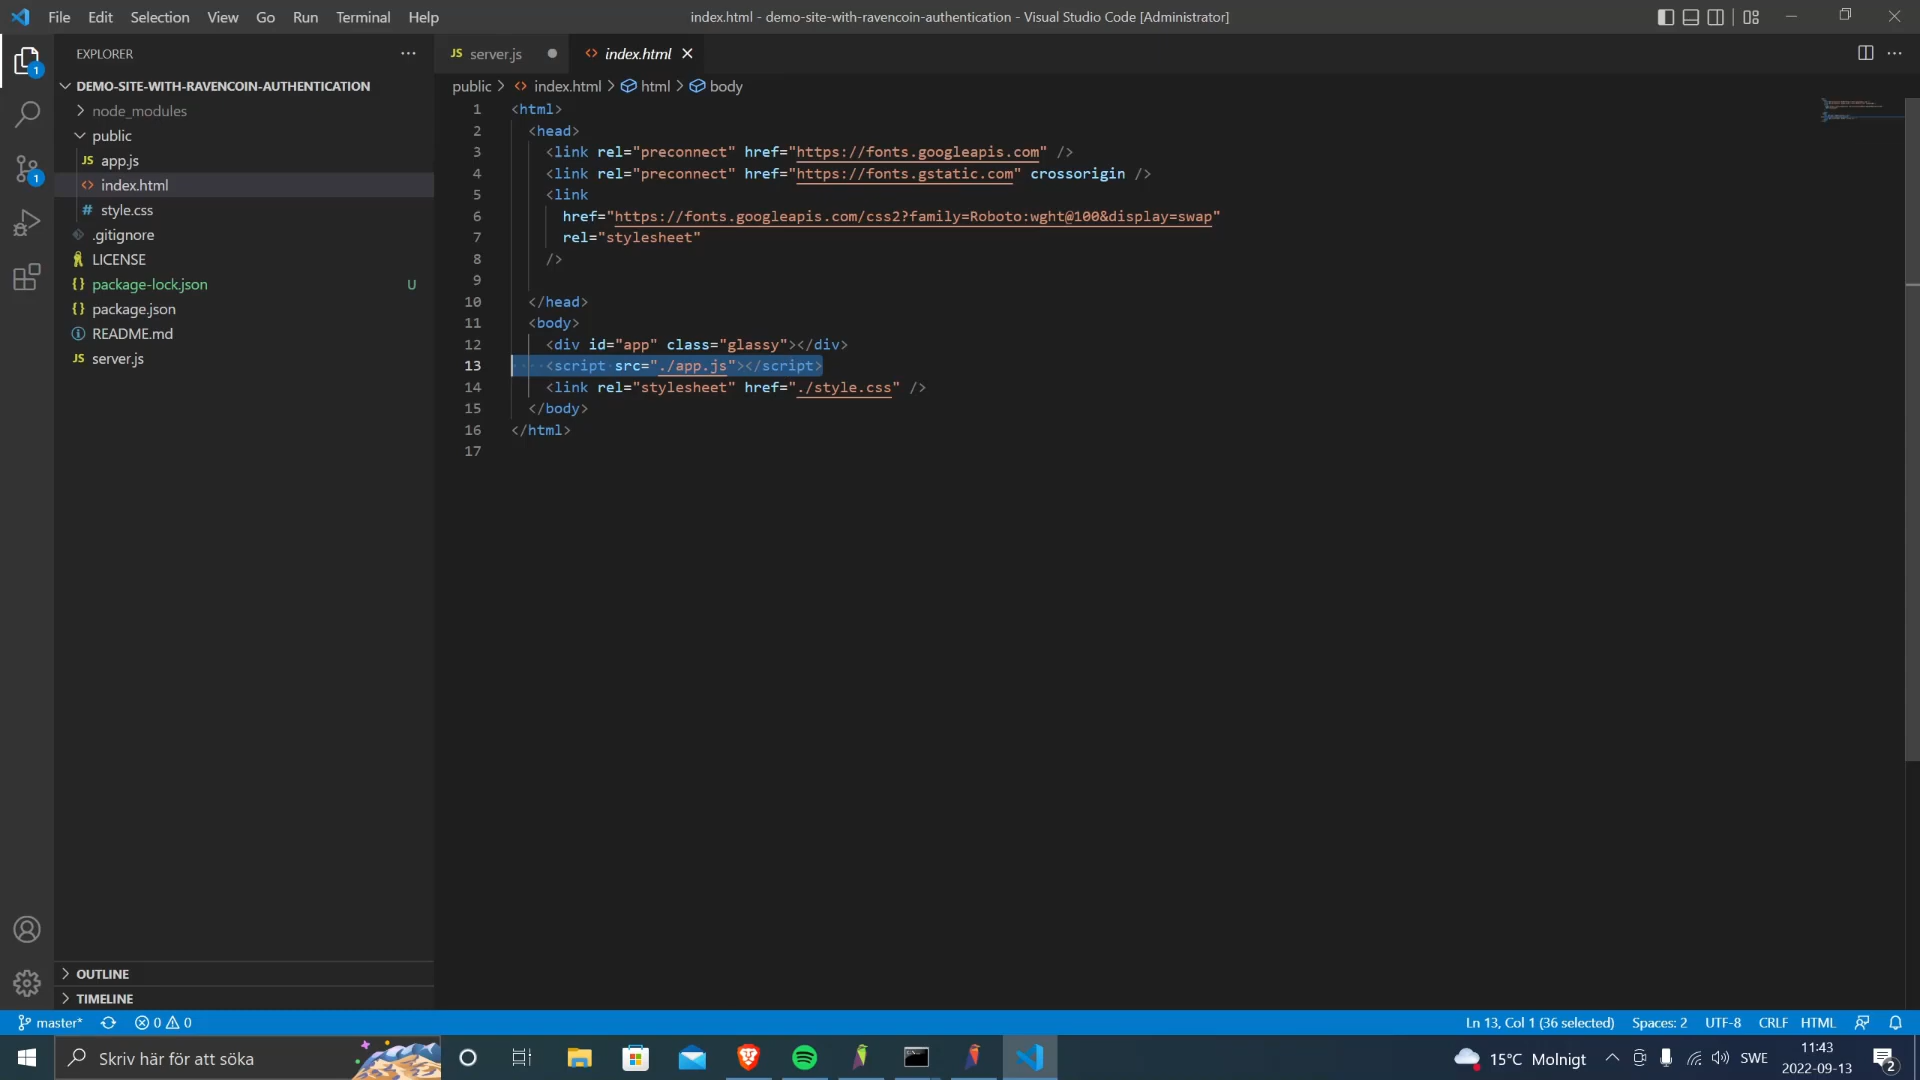 File Edit Selection View Go Run Terminal Help
index.html - demo-site-with-ravencoin-authentication - Visual Studio Code [Administrator]
EXPLORER
1
DEMO-SITE-WITH-RAVENCOIN-AUTHENTICATION
node_modules
public
JS app.js
<> index.html
1
# style.css
.gitignore
LICENSE
{} package-lock.json U
{} package.json
README.md
JS server.js
OUTLINE
TIMELINE
JS server.js
<> index.html
public > <> index.html > html > body
1 <html>
2 <head>
3 <link rel="preconnect" href="https://fonts.googleapis.com" />
4 <link rel="preconnect" href="https://fonts.gstatic.com" crossorigin />
5 <link
6 href="https://fonts.googleapis.com/css2?family=Roboto:wght@100&display=swap"
7 rel="stylesheet"
8 />
9
10 </head>
11 <body>
12 <div id="app" class="glassy"></div>
13 <script src="./app.js"></script>
14 <link rel="stylesheet" href="./style.css" />
15 </body>
16 </html>
17
master* 0 0
Ln 13, Col 1 (36 selected) Spaces: 2 UTF-8 CRLF HTML
Skriv här för att söka
15°C Molnigt
SWE
11:43
2022-09-13
2